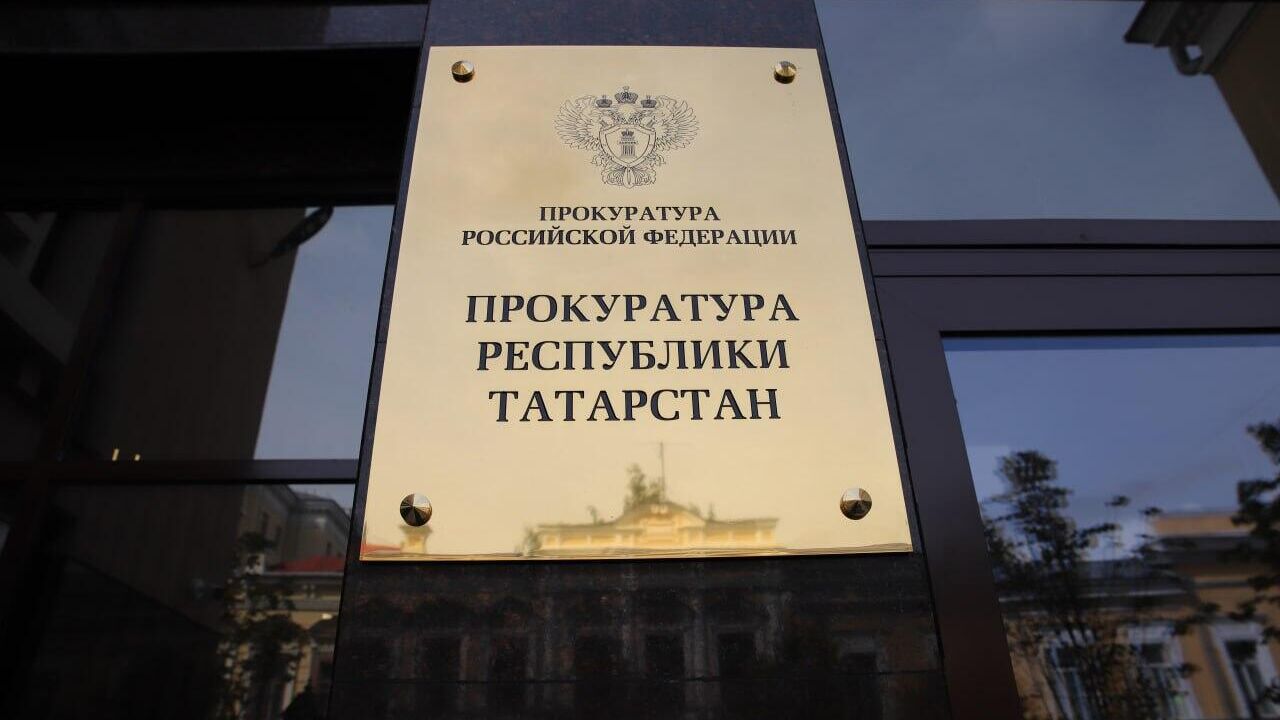 ПРОКУРАТУРА
РОССИЙСКОЙ ФЕДЕРАЦИИ
ПРОКУРАТУРА
РЕСПУБЛИКИ
ТАТАРСТАН